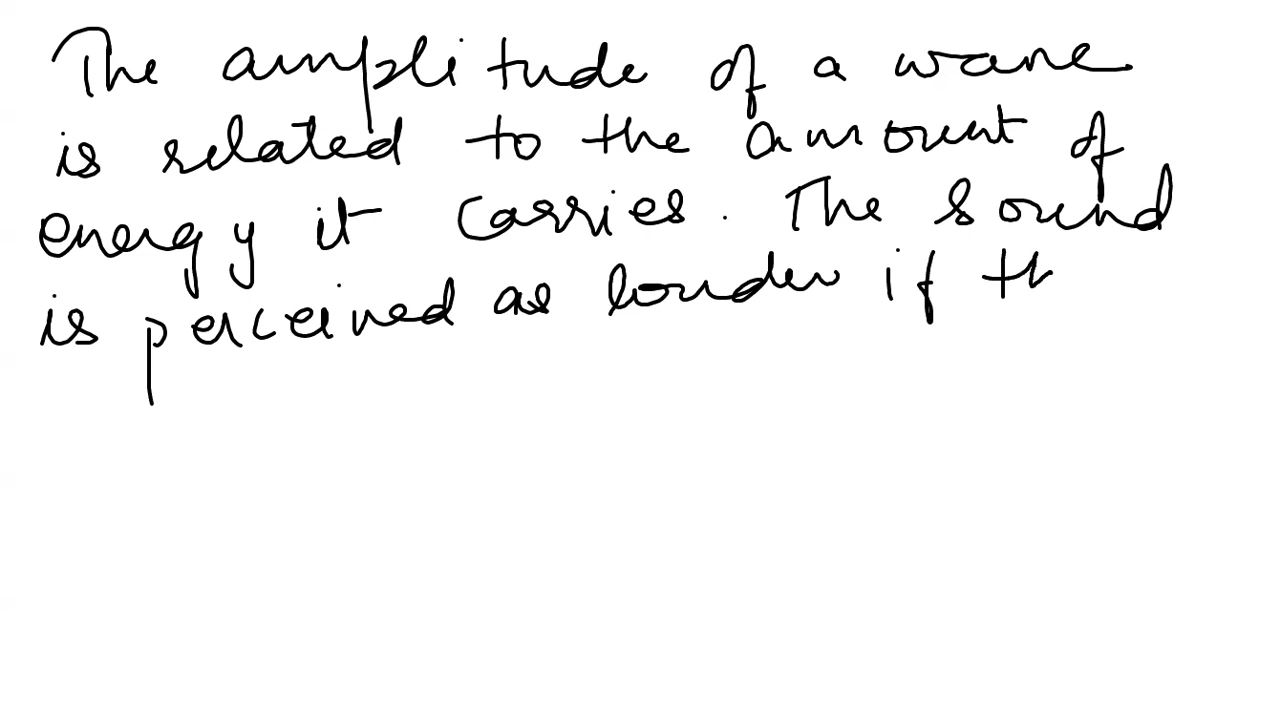 The amplitude of a wave
is related to the amount of
energy it carries. The sound
is perceived as louder if th